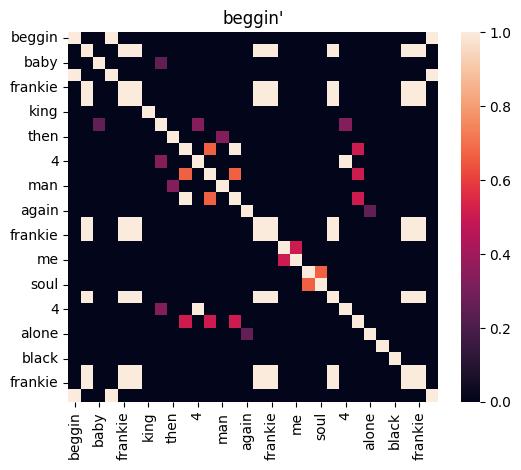 beggin'
beggin
baby
frankie
king
then
4
man
again
frankie
me
soul
4
alone
black
frankie
beggin
baby
frankie
king
then
4
man
again
frankie
me
soul
4
alone
black
frankie
1.0
0.8
0.6
0.4
0.2
0.0